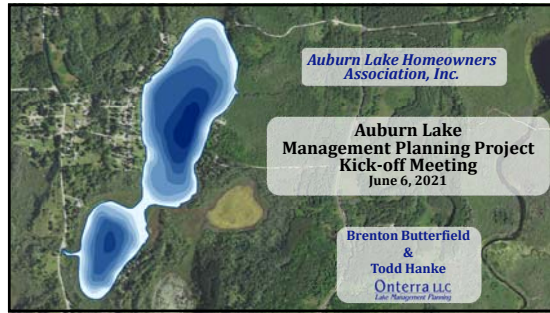 Auburn Lake Homeowners
Association, Inc.
Auburn Lake
Management Planning Project
Kick-off Meeting
June 6, 2021
Brenton Butterfield
&
Todd Hanke
Onterra LLC
Lake Management Planning